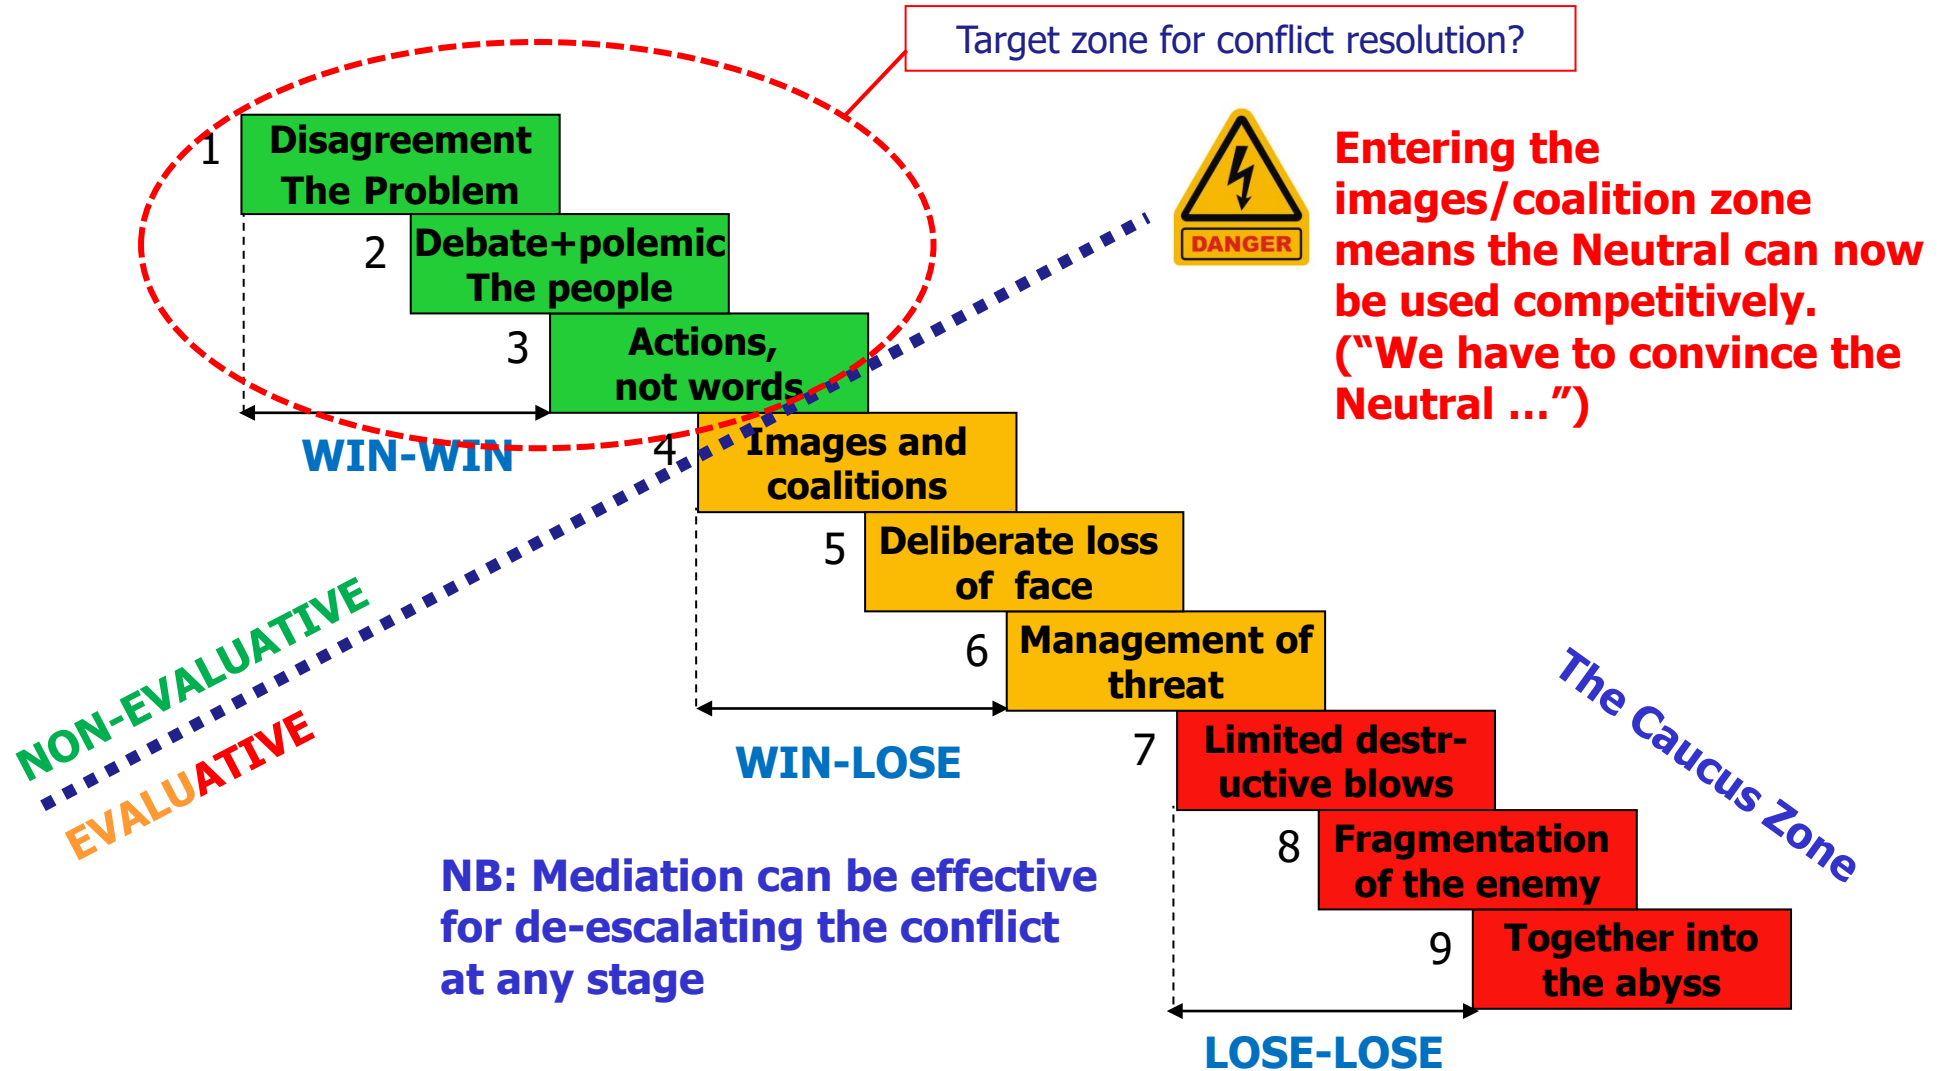 Target zone for conflict resolution?
1
Disagreement
The Problem
2
Debate+polemic
The people
3
Actions,
not words
WIN-WIN
DANGER
Entering the
images/coalition zone
means the Neutral can now
be used competitively.
(“We have to convince the
Neutral …”)
4
Images and
coalitions
5
Deliberate loss
of face
6
Management of
threat
WIN-LOSE
NON-EVALUATIVE
EVALUATIVE
The Caucus Zone
7
Limited destr-
uctive blows
8
Fragmentation
of the enemy
9
Together into
the abyss
LOSE-LOSE
NB: Mediation can be effective
for de-escalating the conflict
at any stage